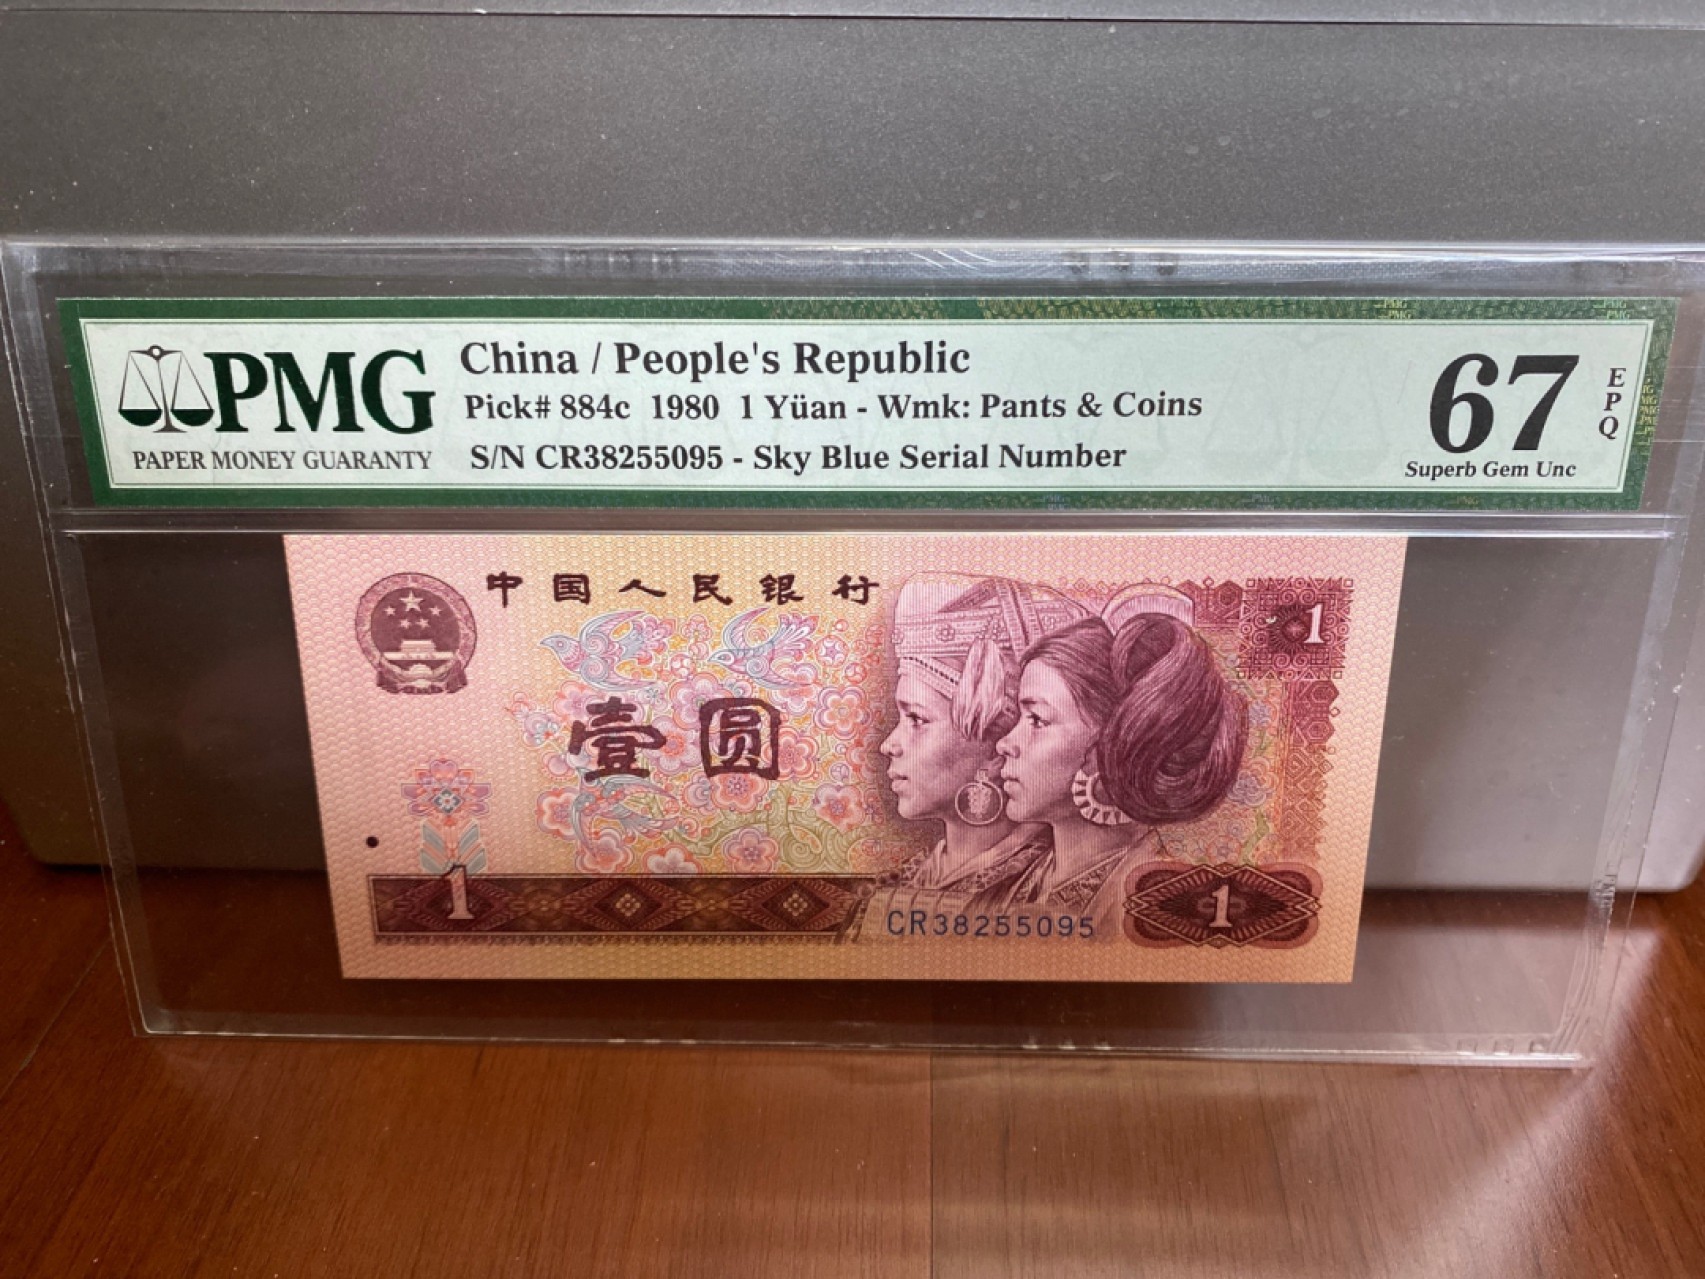 PMG
PAPER MONEY GUARANTY
China / People's Republic
Pick# 884c 1980 1 Yüan - Wmk: Pants & Coins
S/N CR38255095 - Sky Blue Serial Number
67
EPQ
Superb Gem Unc
中国人民银行
1
壹圆
1
CR38255095
1